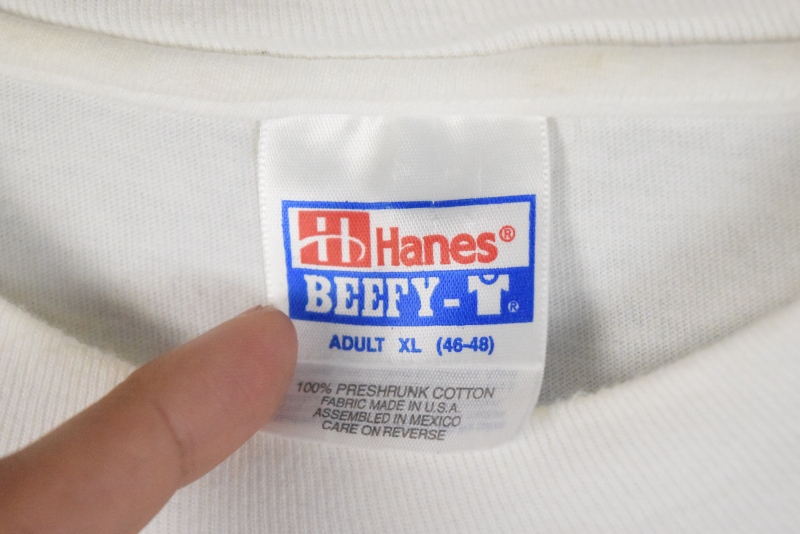 Hanes®
BEEFY-T®
ADULT XL (46-48)
100% PRESHRUNK COTTON
FABRIC MADE IN U.S.A.
ASSEMBLED IN MEXICO
CARE ON REVERSE